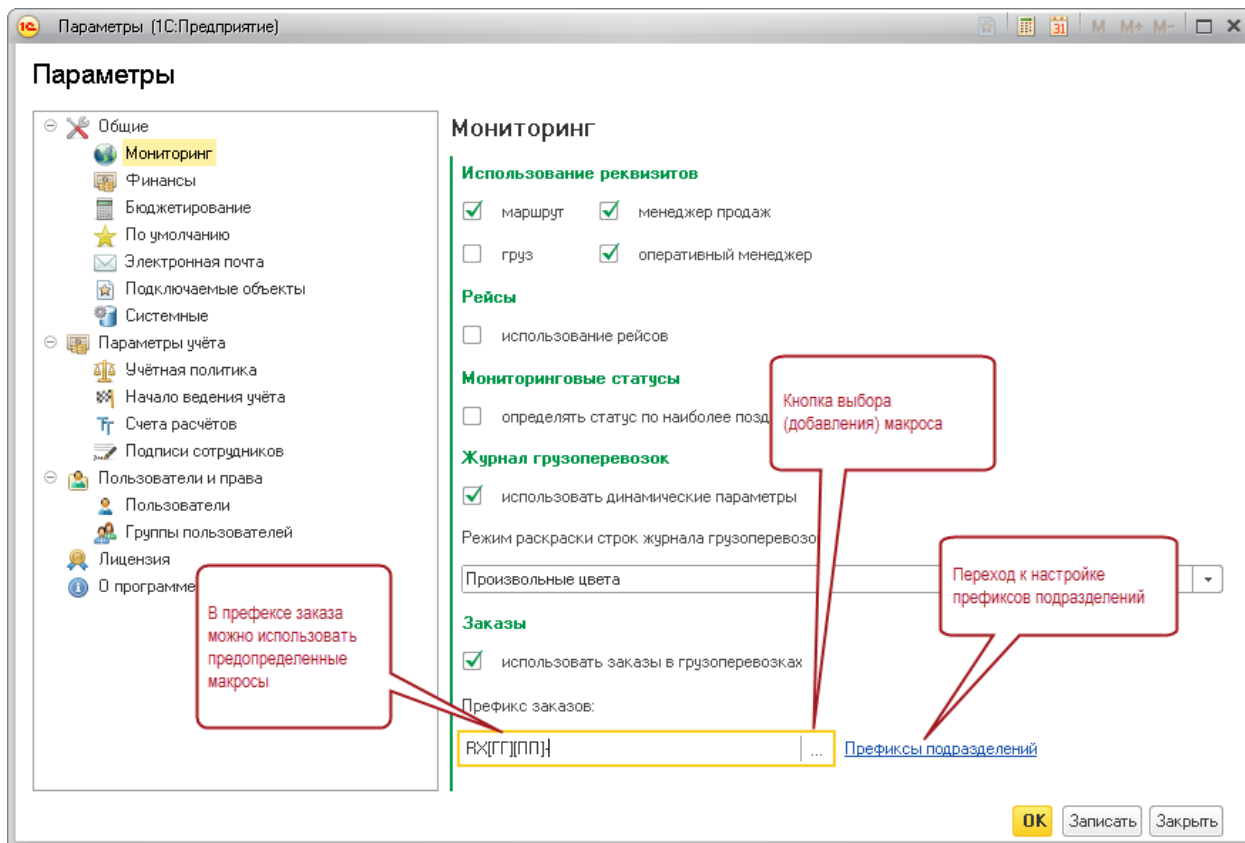 1С Параметры (1С:Предприятие) 31 M M+ M-
Параметры
Общие
Мониторинг
Финансы
Бюджетирование
По умолчанию
Электронная почта
Подключаемые объекты
Системные
Параметры учёта
Учётная политика
Начало ведения учёта
Счета расчётов
Подписи сотрудников
Пользователи и права
Пользователи
Группы пользователей
Лицензия
О программе
В префексе заказа
можно использовать
предопределенные
макросы
Мониторинг
Использование реквизитов
маршрут менеджер продаж
груз оперативный менеджер
Рейсы
использование рейсов
Мониторинговые статусы
определять статус по наиболее позд
Кнопка выбора
(добавления) макроса
Журнал грузоперевозок
использовать динамические параметры
Режим раскраски строк журнала грузоперевозо
Произвольные цвета
Переход к настройке
префиксов подразделений
Заказы
использовать заказы в грузоперевозках
Префикс заказов:
RX[ГГ][ПП]- ... Префиксы подразделений
ОК Записать Закрыть